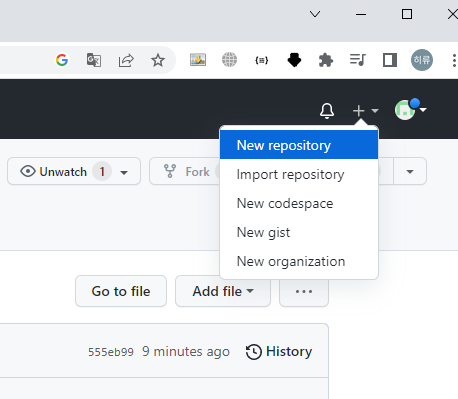 희류
New repository
Unwatch 1
Fork
Import repository
New codespace
New gist
New organization
Go to file
Add file
555eb99 9 minutes ago History